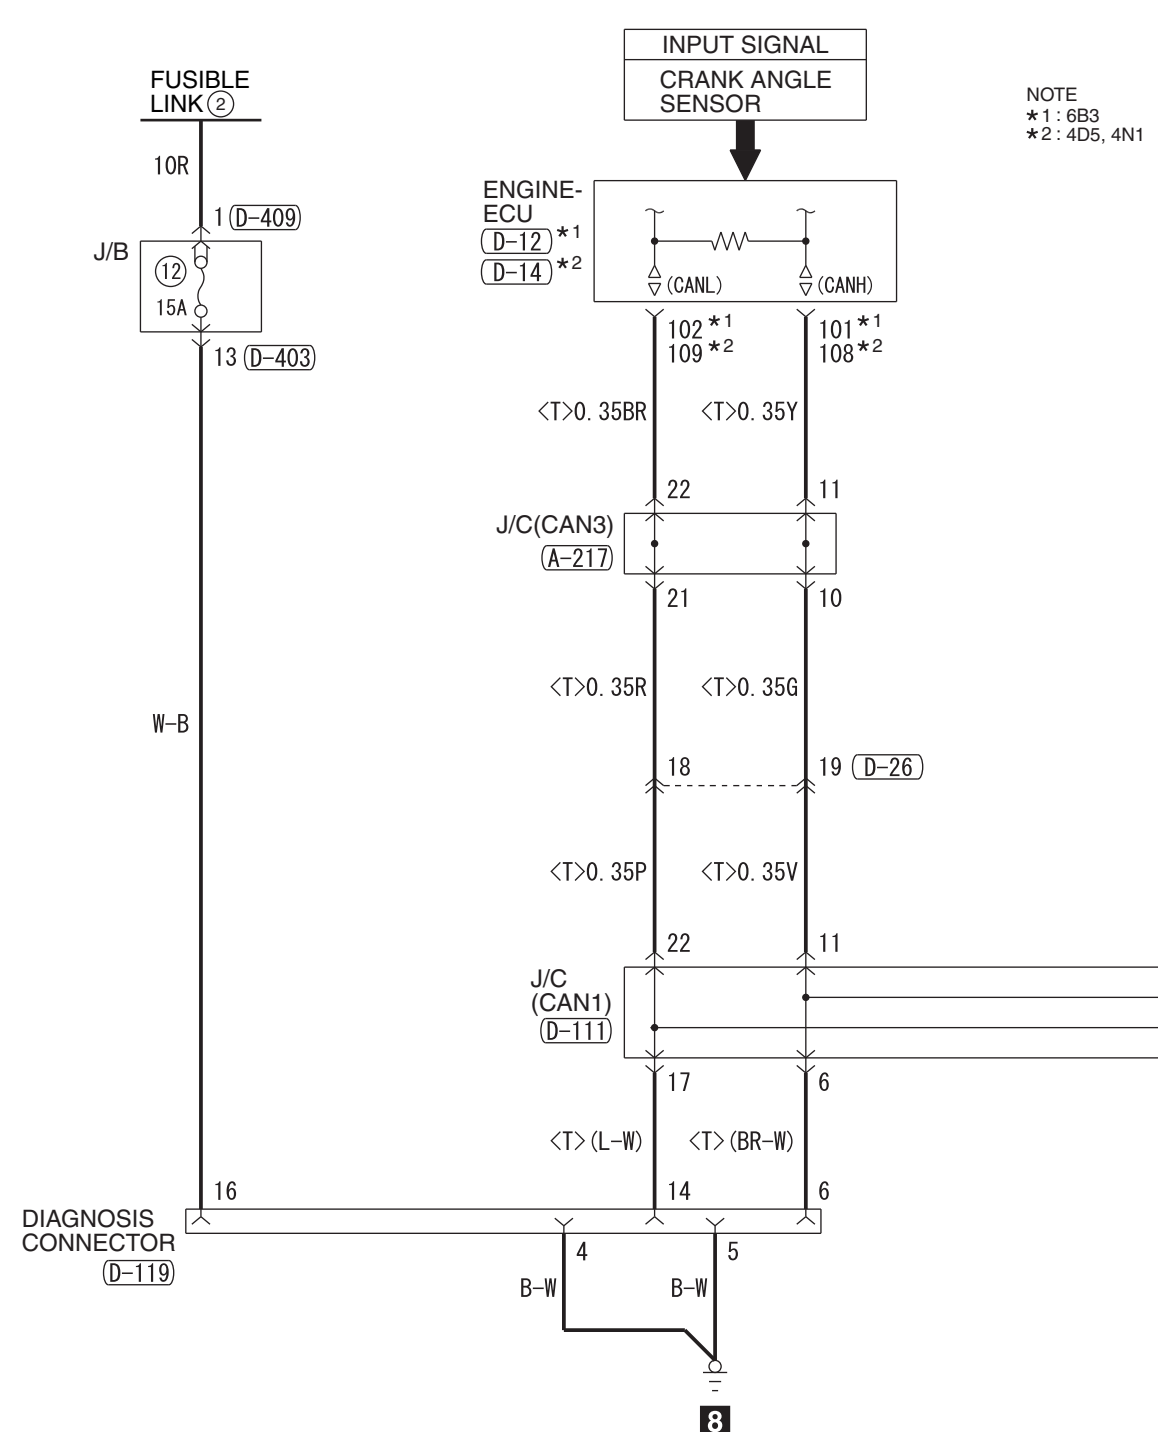 INPUT SIGNAL
CRANK ANGLE
SENSOR
FUSIBLE
LINK 2
NOTE
*1 : 6B3
*2 : 4D5, 4N1
10R
1 D-409
J/B
12
15A
13 D-403
ENGINE-
ECU
D-12 *1
D-14 *2
(CANL)
(CANH)
102 *1
109 *2
101 *1
108 *2
<T>0.35BR
<T>0.35Y
22
11
J/C(CAN3)
A-217
21
10
<T>0.35R
<T>0.35G
W-B
18
19 D-26
<T>0.35P
<T>0.35V
22
11
J/C
(CAN1)
D-111
17
6
<T>(L-W)
<T>(BR-W)
16
14
6
DIAGNOSIS
CONNECTOR
D-119
4
5
B-W
B-W
8